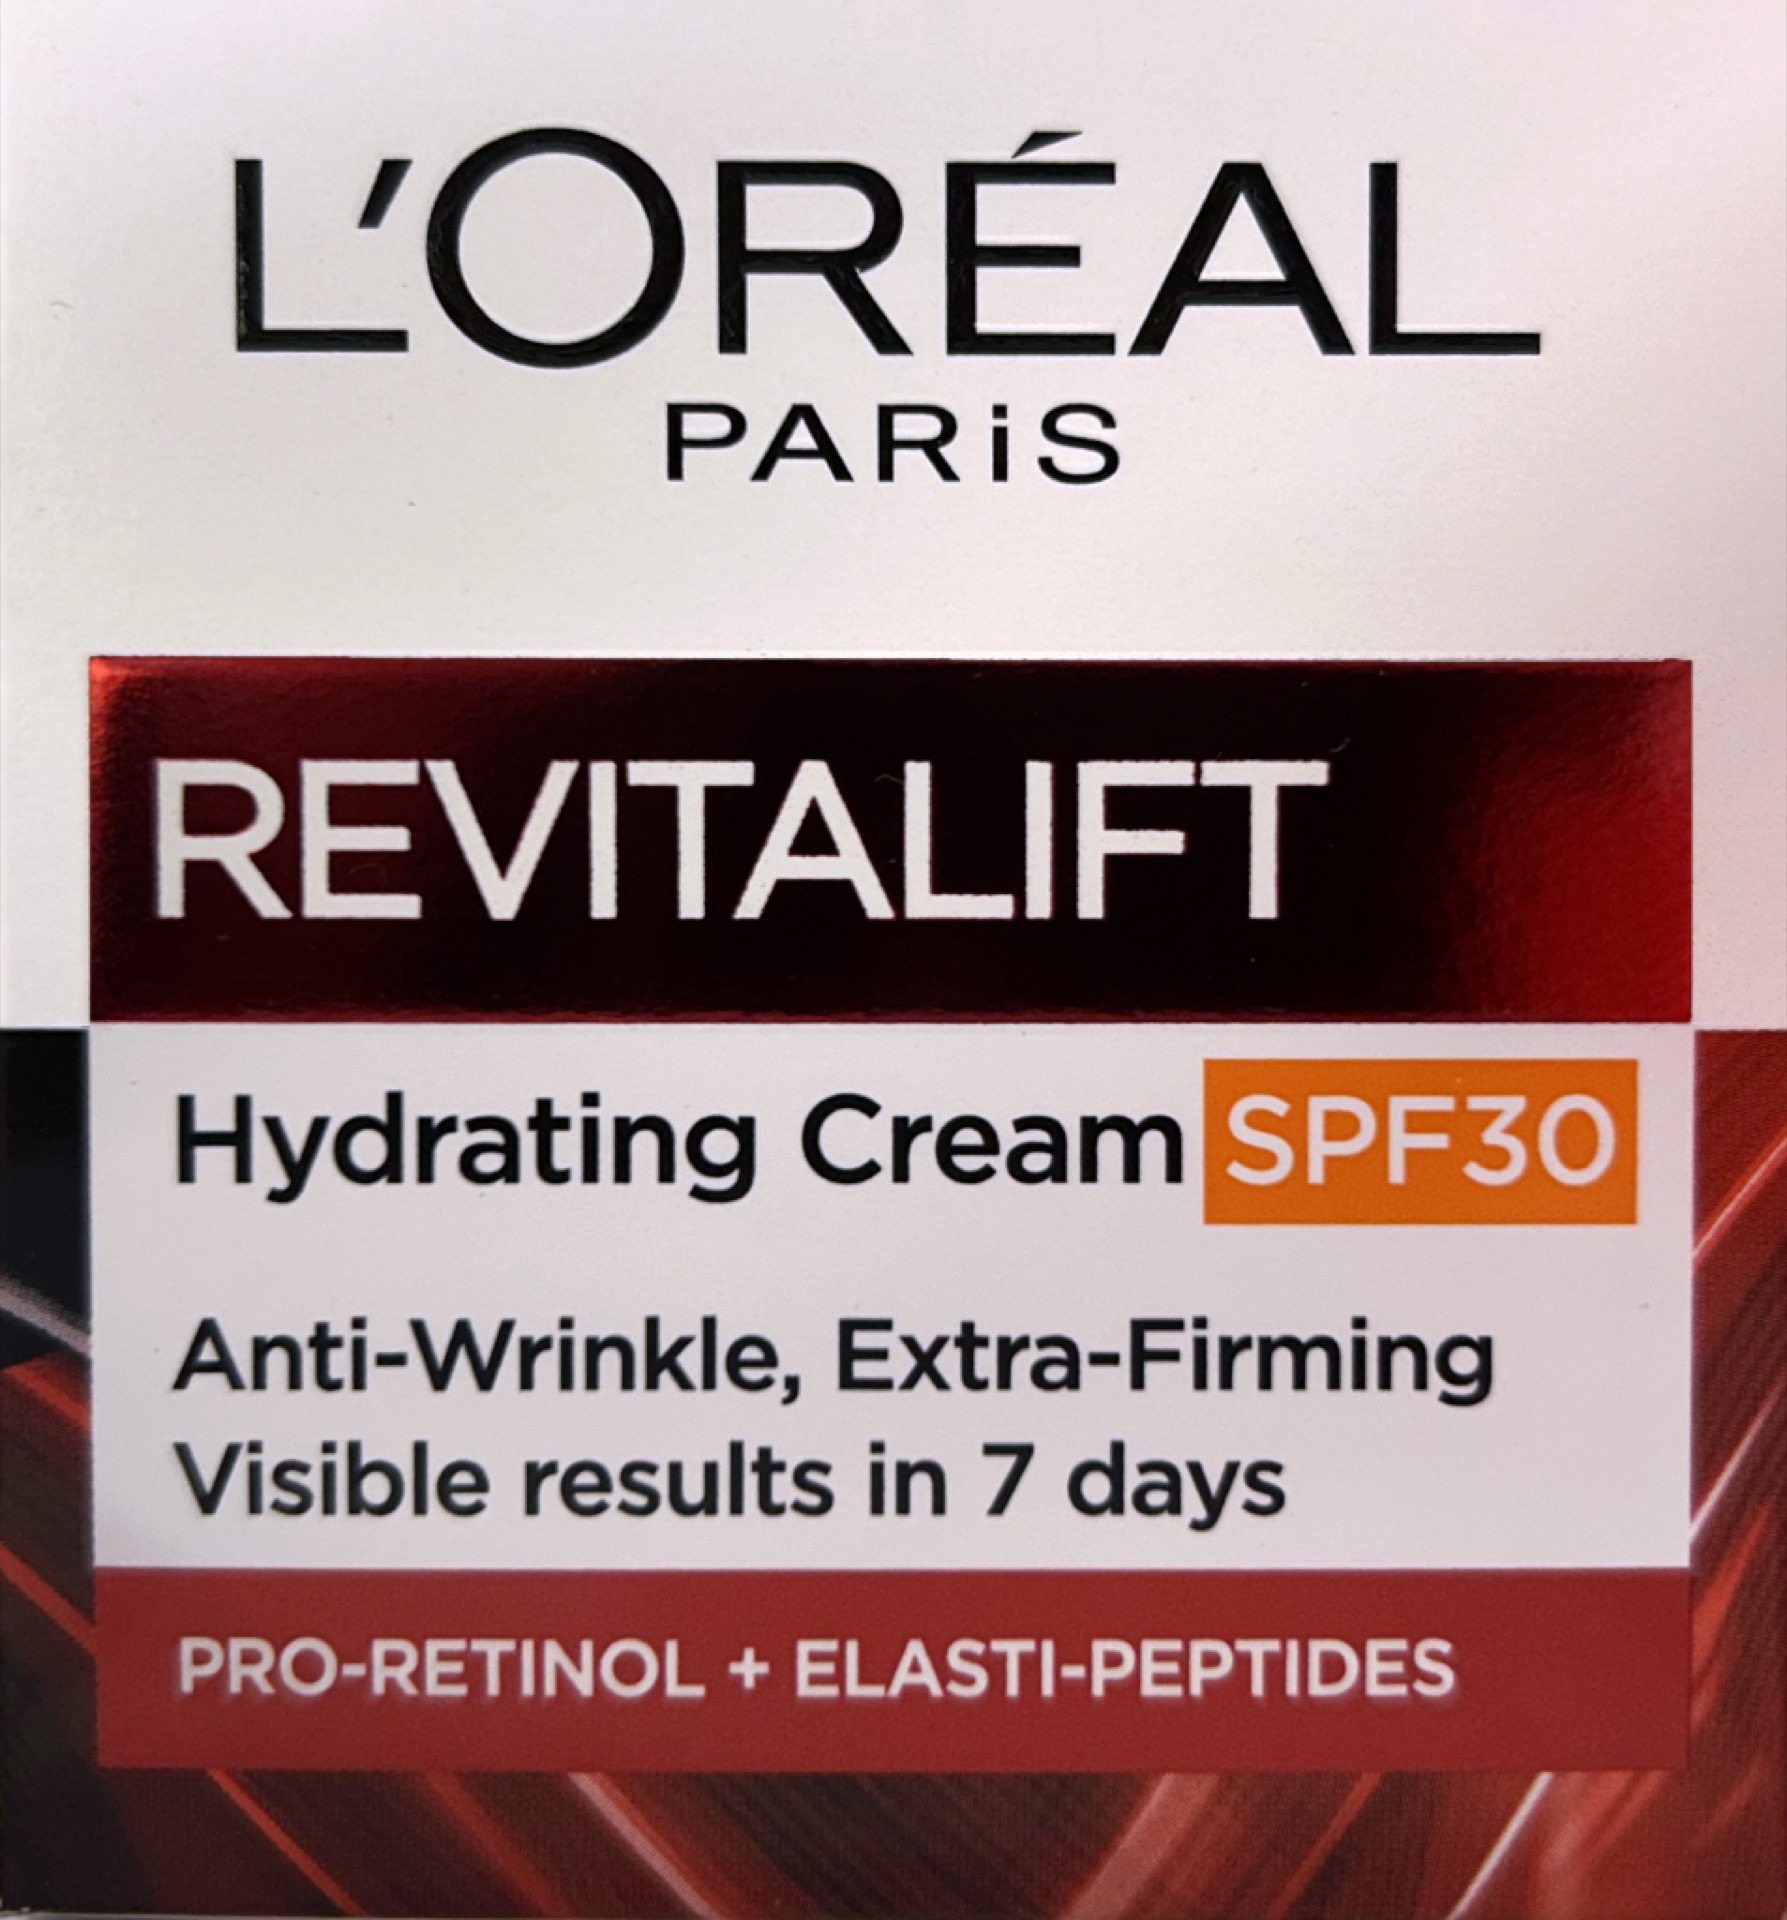 L'ORÉAL
PARiS
REVITALIFT
Hydrating Cream SPF30
Anti-Wrinkle, Extra-Firming
Visible results in 7 days
PRO-RETINOL + ELASTI-PEPTIDES